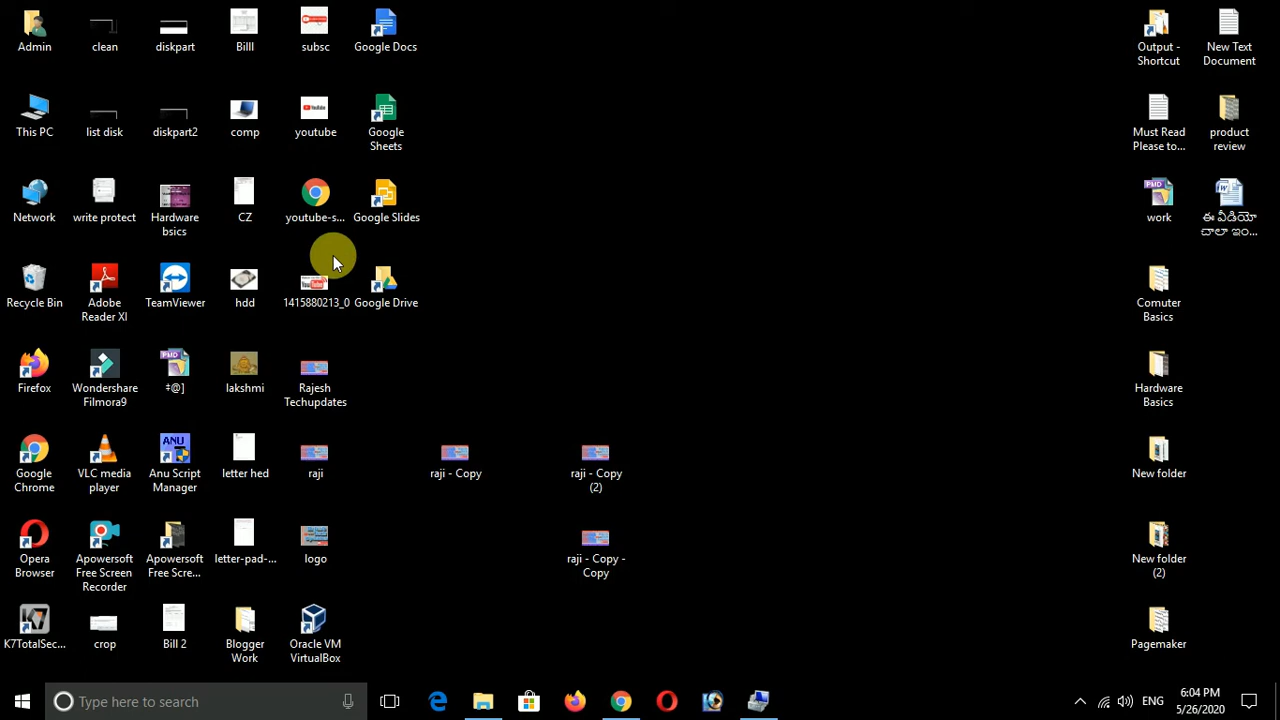 Admin
clean
diskpart
Billl
subsc
Google Docs
Output -
Shortcut
New Text
Document
This PC
list disk
diskpart2
comp
youtube
Google
Sheets
Must Read
Please to...
product
review
Network
write protect
Hardware
bsics
CZ
youtube-s...
Google Slides
work
ఈ వీడియో
చాలా ఇం...
Recycle Bin
Adobe
Reader XI
TeamViewer
hdd
1415880213_0
Google Drive
Comuter
Basics
Firefox
Wondershare
Filmora9
‡@]
lakshmi
Rajesh
Techupdates
Hardware
Basics
Google
Chrome
VLC media
player
Anu Script
Manager
letter hed
raji
raji - Copy
raji - Copy
(2)
New folder
Opera
Browser
Apowersoft
Free Screen
Recorder
Apowersoft
Free Scre...
letter-pad-...
logo
raji - Copy -
Copy
New folder
(2)
K7TotalSec...
crop
Bill 2
Blogger
Work
Oracle VM
VirtualBox
Pagemaker
Type here to search
ENG
6:04 PM
5/26/2020